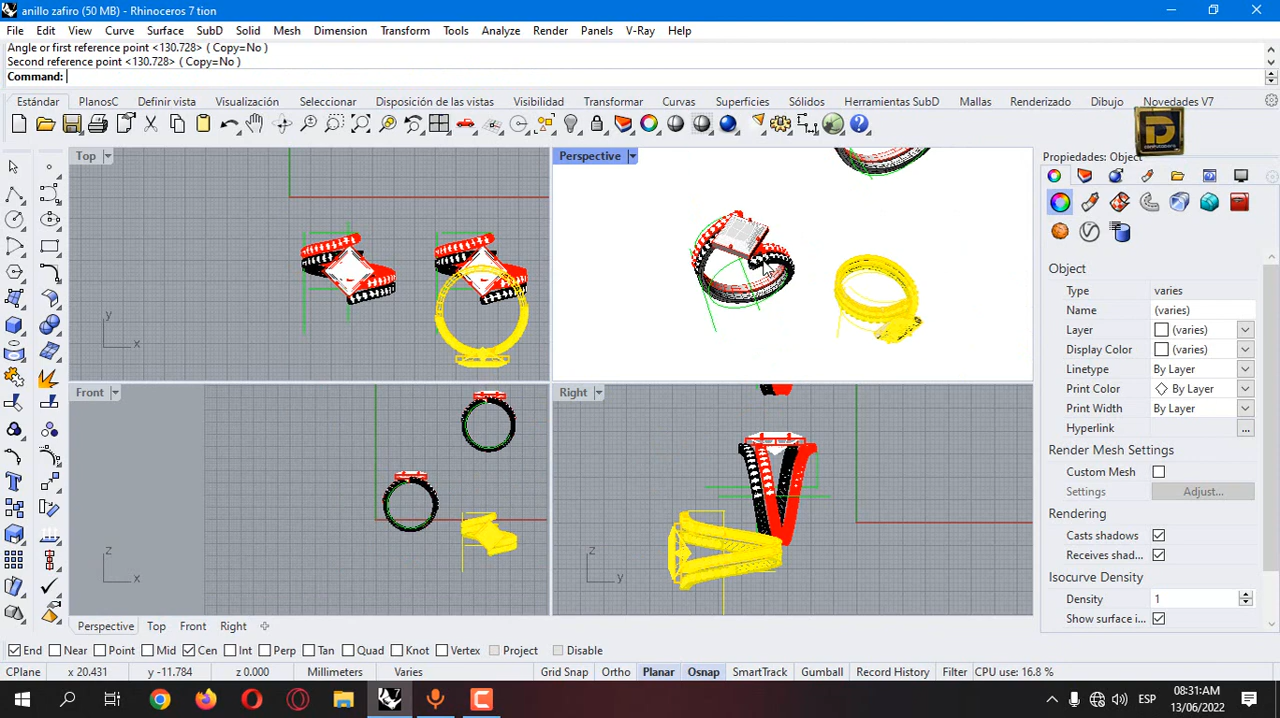 anillo zafiro (50 MB) - Rhinoceros 7 tion
File Edit View Curve Surface SubD Solid Mesh Dimension Transform Tools Analyze Render Panels V-Ray Help
Angle or first reference point <130.728> ( Copy=No )
Second reference point <130.728> ( Copy=No )
Command:
Estándar PlanosC Definir vista Visualización Seleccionar Disposición de las vistas Visibilidad Transformar Curvas Superficies Sólidos Herramientas SubD Mallas Renderizado Dibujo Novedades V7
Top
y
x
Perspective
Front
z
x
Right
z
y
Propiedades: Object
Object
Type varies
Name (varies)
Layer (varies)
Display Color (varies)
Linetype By Layer
Print Color By Layer
Print Width By Layer
Hyperlink ...
Render Mesh Settings
Custom Mesh
Settings Adjust...
Rendering
Casts shadows
Receives shad...
Isocurve Density
Density 1
Show surface i...
Perspective Top Front Right
End Near Point Mid Cen Int Perp Tan Quad Knot Vertex Project Disable
CPlane x 20.431 y -11.784 z 0.000 Millimeters Varies Grid Snap Ortho Planar Osnap SmartTrack Gumball Record History Filter CPU use: 16.8 %
ESP
08:31AM
13/06/2022